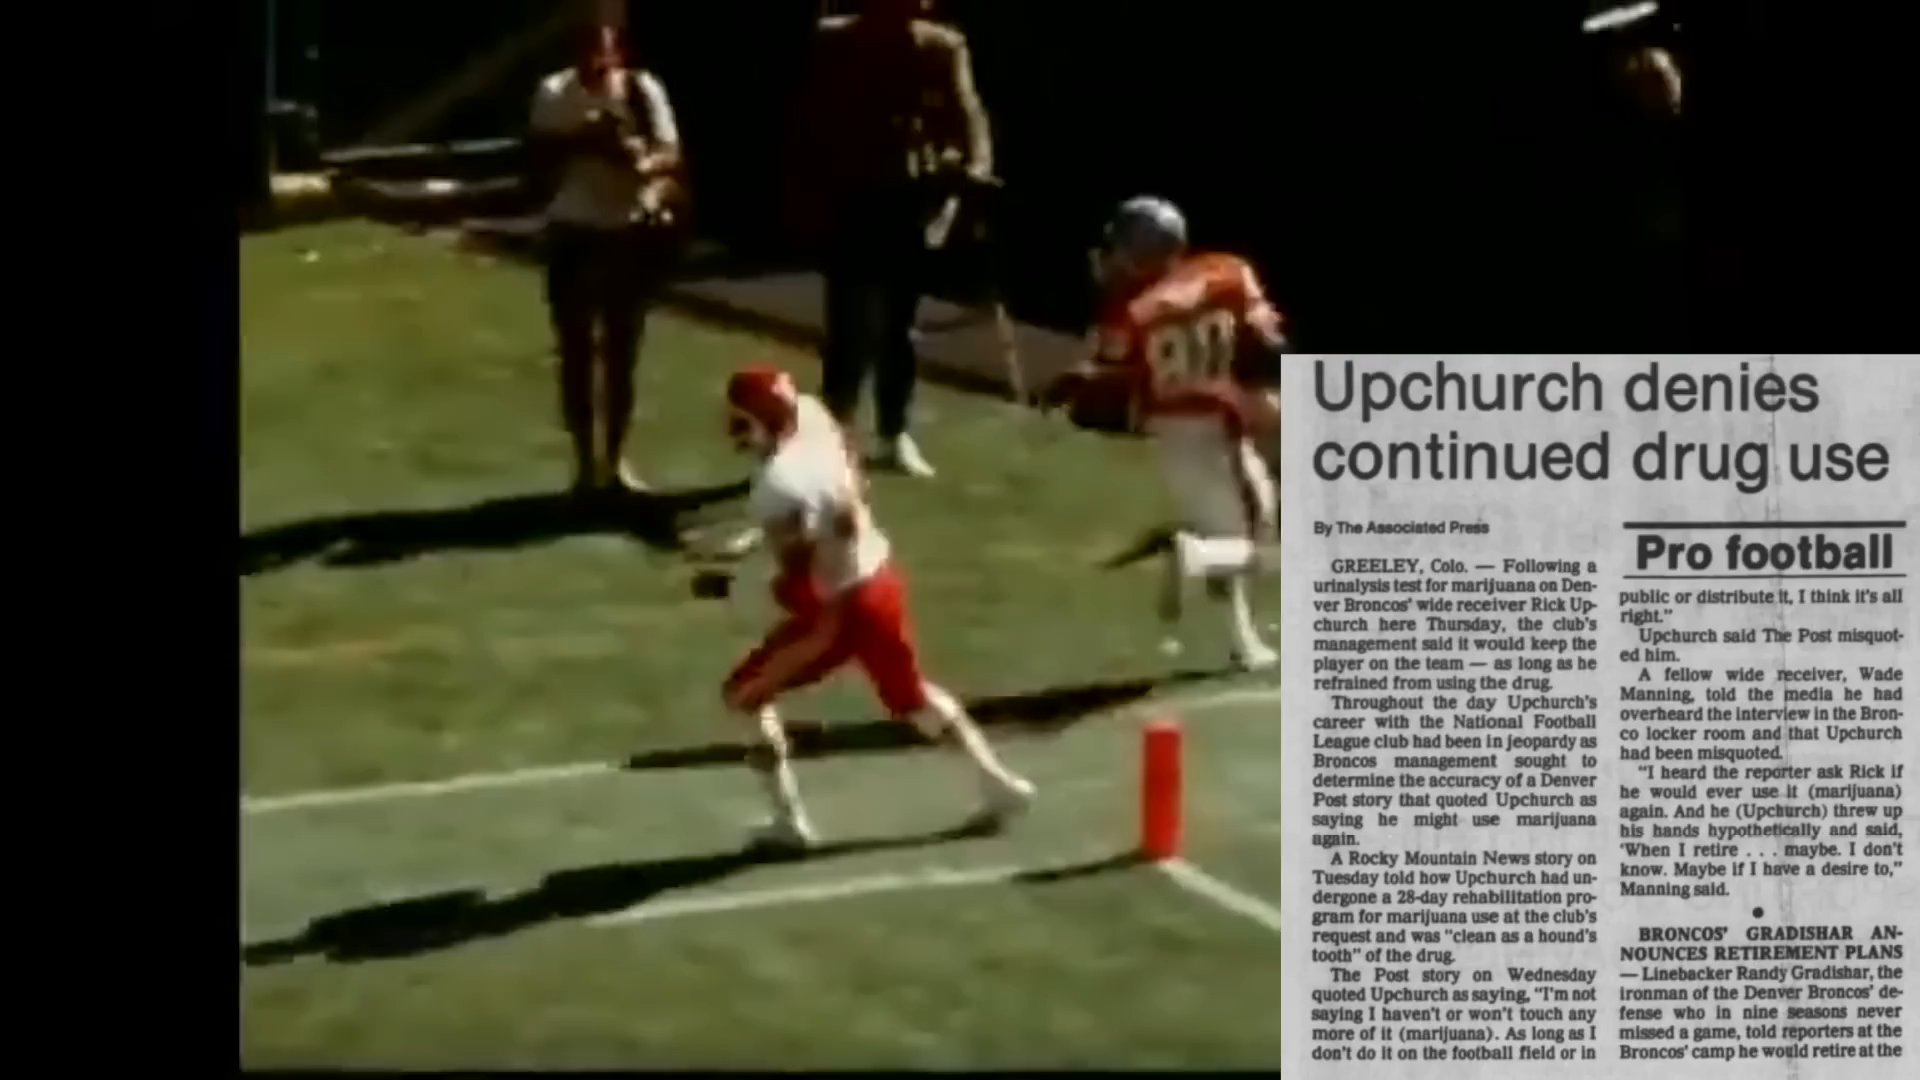 80
Upchurch denies
continued drug use
By The Associated Press
GREELEY, Colo. — Following a
urinalysis test for marijuana on Den-
ver Broncos' wide receiver Rick Up-
church here Thursday, the club's
management said it would keep the
player on the team — as long as he
refrained from using the drug.
Throughout the day Upchurch's
career with the National Football
League club had been in jeopardy as
Broncos management sought to
determine the accuracy of a Denver
Post story that quoted Upchurch as
saying he might use marijuana
again.
A Rocky Mountain News story on
Tuesday told how Upchurch had un-
dergone a 28-day rehabilitation pro-
gram for marijuana use at the club's
request and was "clean as a hound's
tooth" of the drug.
The Post story on Wednesday
quoted Upchurch as saying, "I'm not
saying I haven't or won't touch any
more of it (marijuana). As long as I
don't do it on the football field or in
Pro football
public or distribute it, I think it's all
right."
Upchurch said The Post misquot-
ed him.
A fellow wide receiver, Wade
Manning, told the media he had
overheard the interview in the Bron-
co locker room and that Upchurch
had been misquoted.
"I heard the reporter ask Rick if
he would ever use it (marijuana)
again. And he (Upchurch) threw up
his hands hypothetically and said,
'When I retire . . . maybe. I don't
know. Maybe if I have a desire to,"
Manning said.
BRONCOS' GRADISHAR AN-
NOUNCES RETIREMENT PLANS
— Linebacker Randy Gradishar, the
ironman of the Denver Broncos' de-
fense who in nine seasons never
missed a game, told reporters at the
Broncos' camp he would retire at the